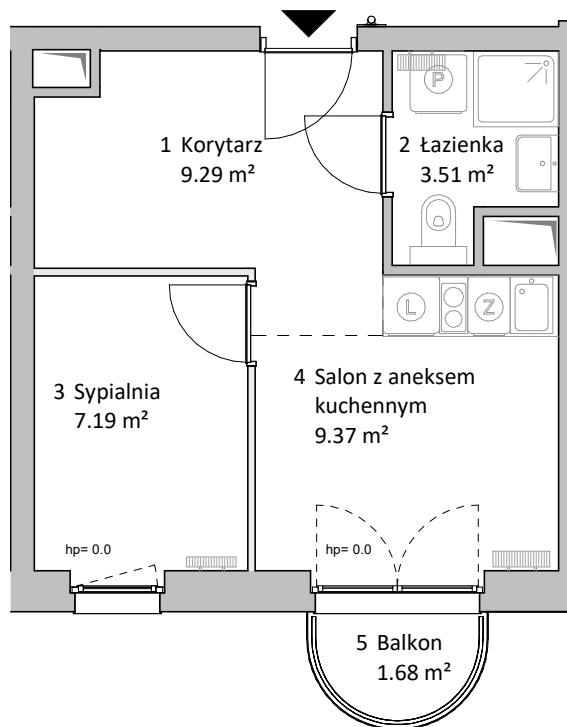 P
1 Korytarz
9.29 m²
2 Łazienka
3.51 m²
L
Z
3 Sypialnia
7.19 m²
4 Salon z aneksem
kuchennym
9.37 m²
hp= 0.0
hp= 0.0
5 Balkon
1.68 m²